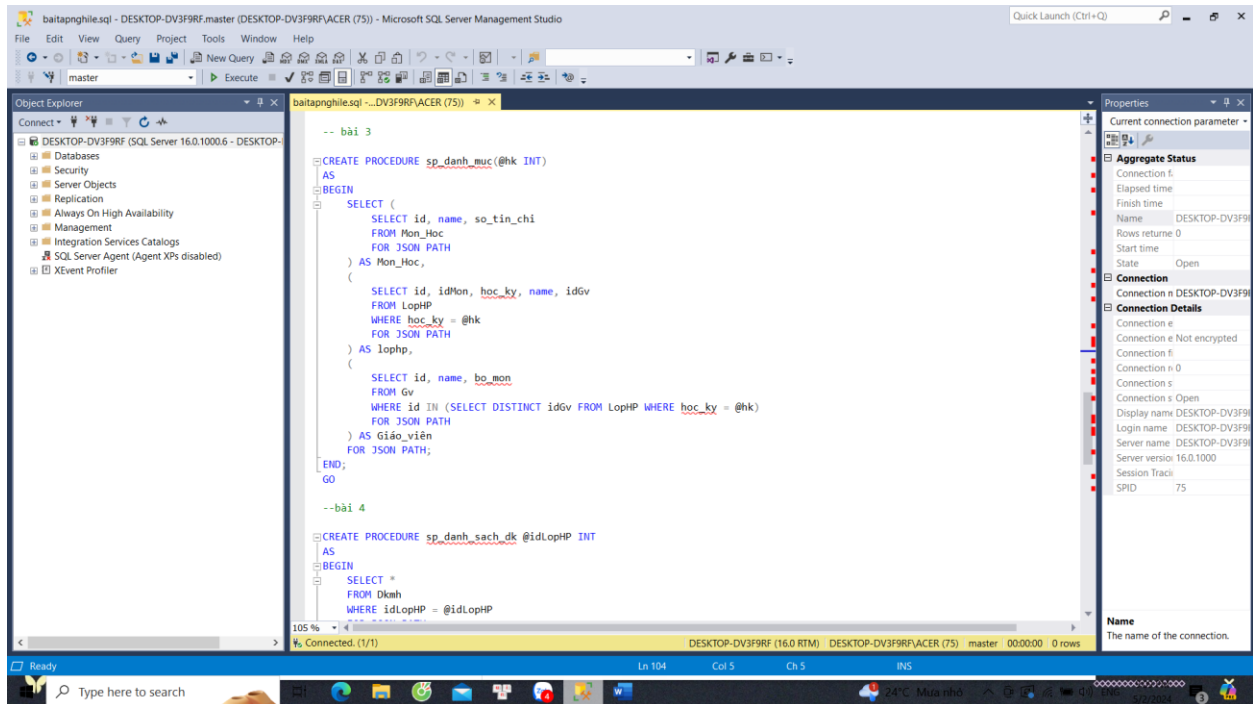 baitapnghile.sql - DESKTOP-DV3F9RF.master (DESKTOP-DV3F9RF\ACER (75)) - Microsoft SQL Server Management Studio
Quick Launch (Ctrl+Q)
File Edit View Query Project Tools Window Help
New Query
master
Execute
Object Explorer
baitapnghile.sql -...DV3F9RF\ACER (75))
Properties
Connect
Current connection parameter
DESKTOP-DV3F9RF (SQL Server 16.0.1000.6 - DESKTOP-
Databases
Security
Server Objects
Replication
Always On High Availability
Management
Integration Services Catalogs
SQL Server Agent (Agent XPs disabled)
XEvent Profiler
-- bài 3
CREATE PROCEDURE sp_danh_muc(@hk INT)
AS
BEGIN
SELECT (
SELECT id, name, so_tin_chi
FROM Mon_Hoc
FOR JSON PATH
) AS Mon_Hoc,
(
SELECT id, idMon, hoc_ky, name, idGv
FROM LopHP
WHERE hoc_ky = @hk
FOR JSON PATH
) AS lophp,
(
SELECT id, name, bo_mon
FROM Gv
WHERE id IN (SELECT DISTINCT idGv FROM LopHP WHERE hoc_ky = @hk)
FOR JSON PATH
) AS Giáo_viên
FOR JSON PATH;
END;
GO
--bài 4
CREATE PROCEDURE sp_danh_sach_dk @idLopHP INT
AS
BEGIN
SELECT *
FROM Dkmh
WHERE idLopHP = @idLopHP
Aggregate Status
Connection f
Elapsed time
Finish time
Name DESKTOP-DV3F9
Rows returne 0
Start time
State Open
Connection
Connection n DESKTOP-DV3F9
Connection Details
Connection e
Connection e Not encrypted
Connection fi
Connection r 0
Connection s
Connection s Open
Display name DESKTOP-DV3F9
Login name DESKTOP-DV3F9
Server name DESKTOP-DV3F9
Server versio 16.0.1000
Session Traci
SPID 75
Name
The name of the connection.
105 %
Connected. (1/1)
DESKTOP-DV3F9RF (16.0 RTM) DESKTOP-DV3F9RF\ACER (75) master 00:00:00 0 rows
Ready
Ln 104 Col 5 Ch 5 INS
Type here to search
24°C Mưa nhỏ
ENG
5/2/2024